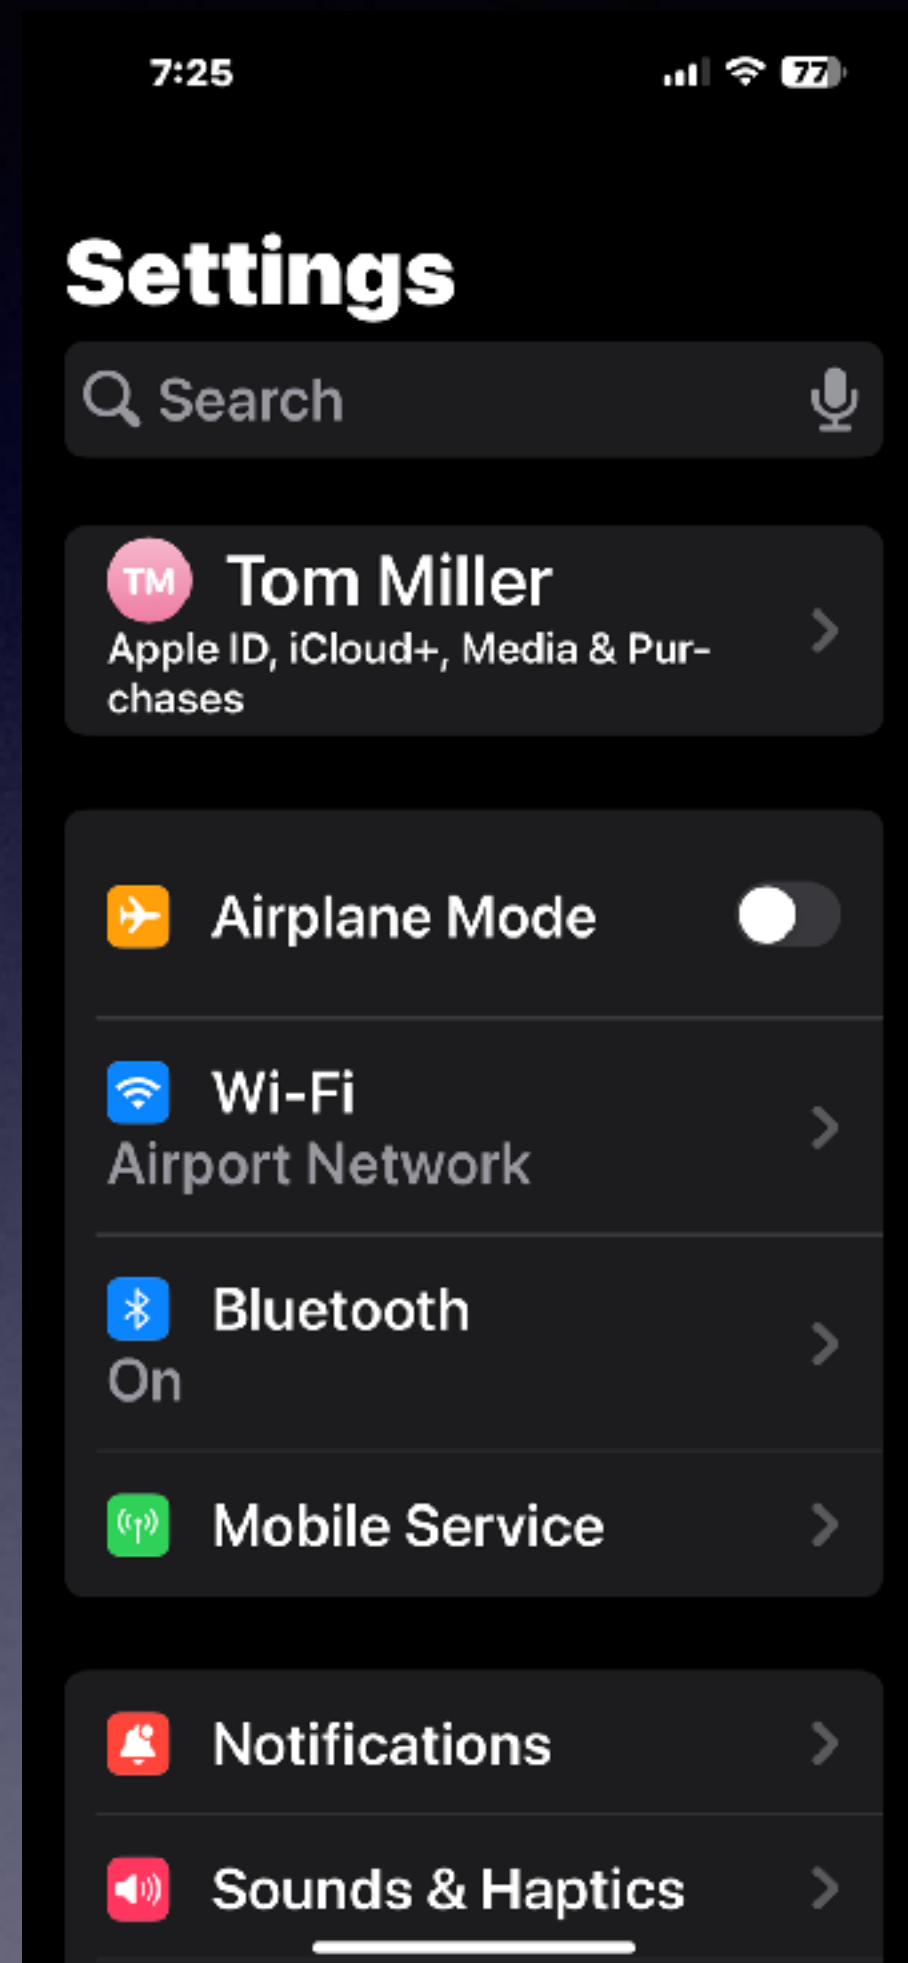 7:25
77
Settings
Search
TM
Tom Miller
Apple ID, iCloud+, Media & Pur-
chases
Airplane Mode
Wi-Fi
Airport Network
Bluetooth
On
Mobile Service
Notifications
Sounds & Haptics